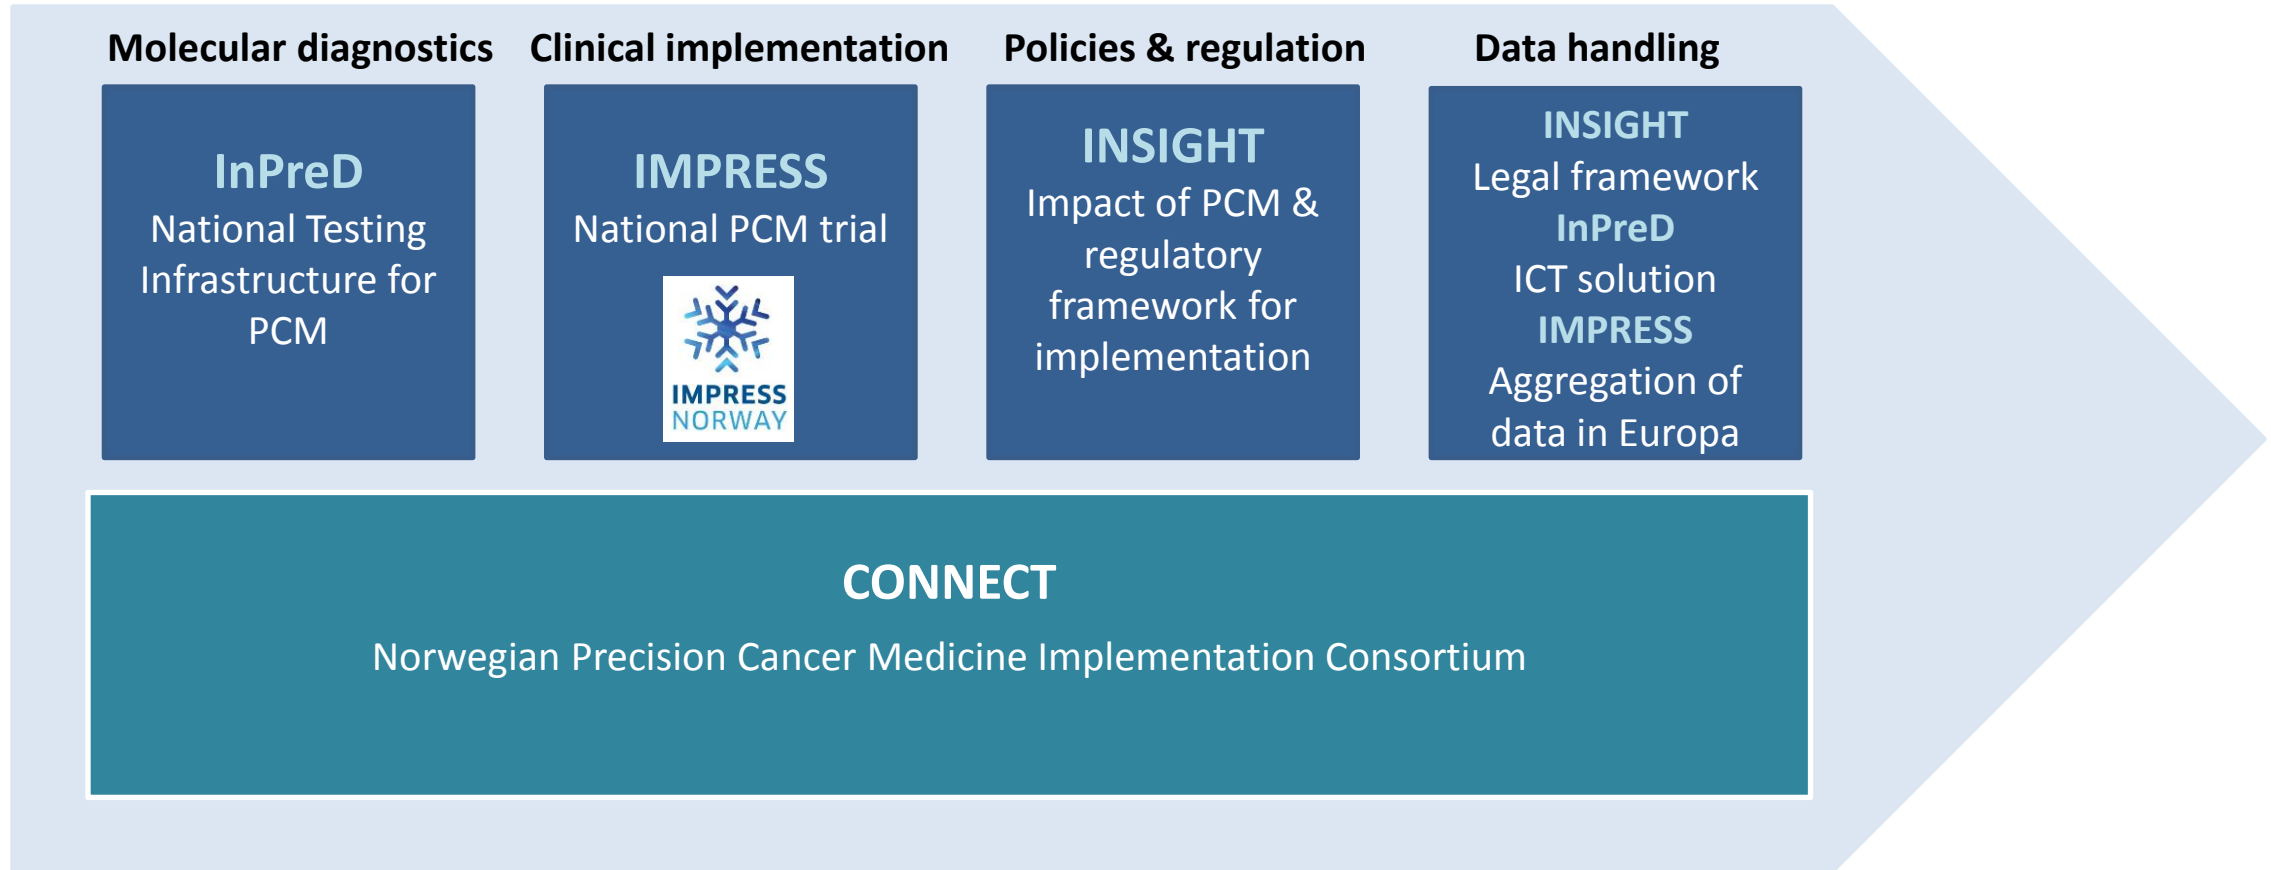 Molecular diagnostics
InPreD
National Testing
Infrastructure for
PCM
Clinical implementation
IMPRESS
National PCM trial
IMPRESS
NORWAY
Policies & regulation
INSIGHT
Impact of PCM &
regulatory
framework for
implementation
Data handling
INSIGHT
Legal framework
InPreD
ICT solution
IMPRESS
Aggregation of
data in Europa
CONNECT
Norwegian Precision Cancer Medicine Implementation Consortium